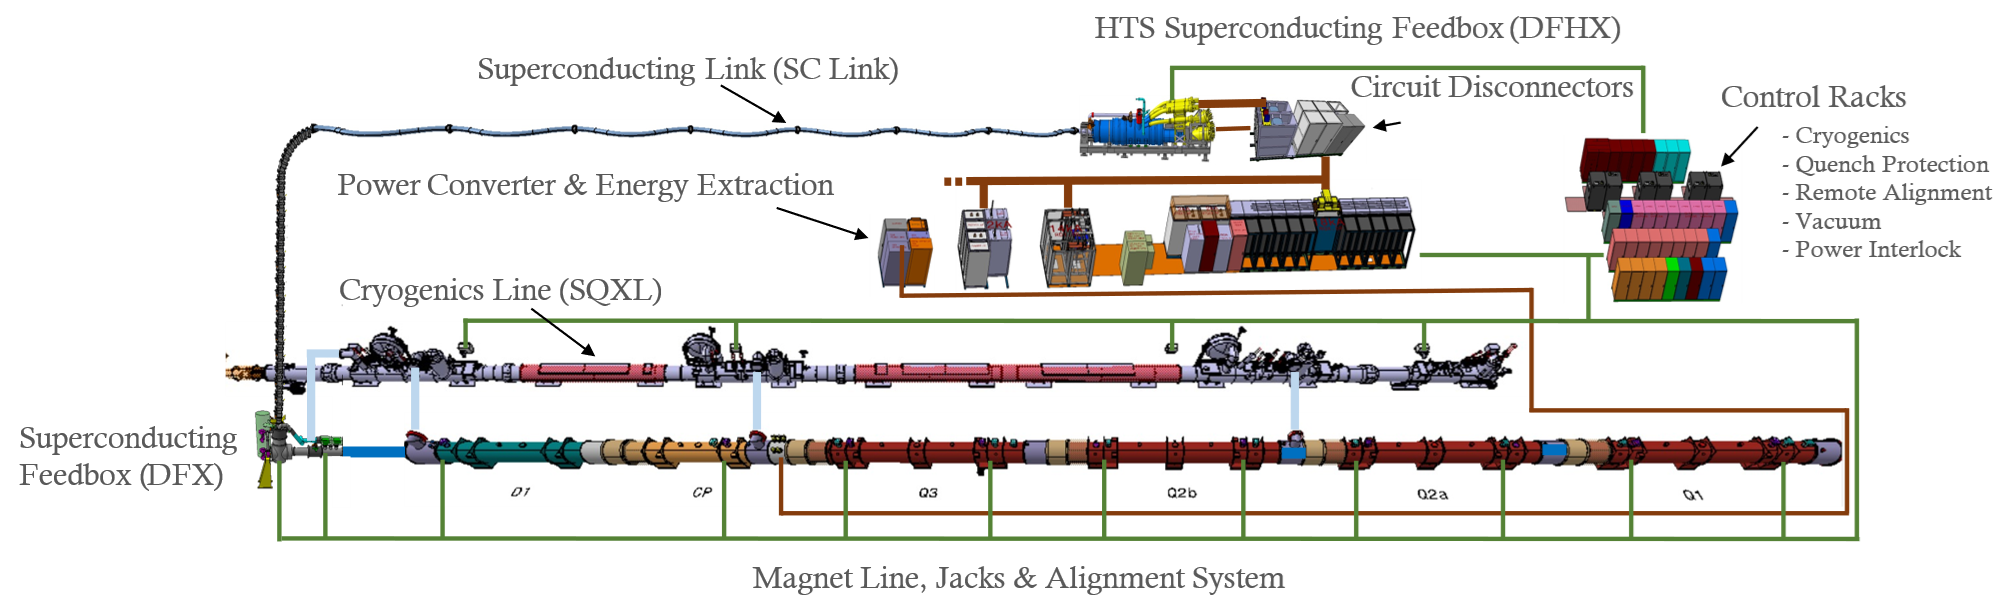 HTS Superconducting Feedbox (DFHX)
Superconducting Link (SC Link)
Circuit Disconnectors
Control Racks
- Cryogenics
- Quench Protection
- Remote Alignment
- Vacuum
- Power Interlock
Power Converter & Energy Extraction
Cryogenics Line (SQXL)
Superconducting
Feedbox (DFX)
D1
CP
Q3
Q2b
Q2a
Q1
Magnet Line, Jacks & Alignment System